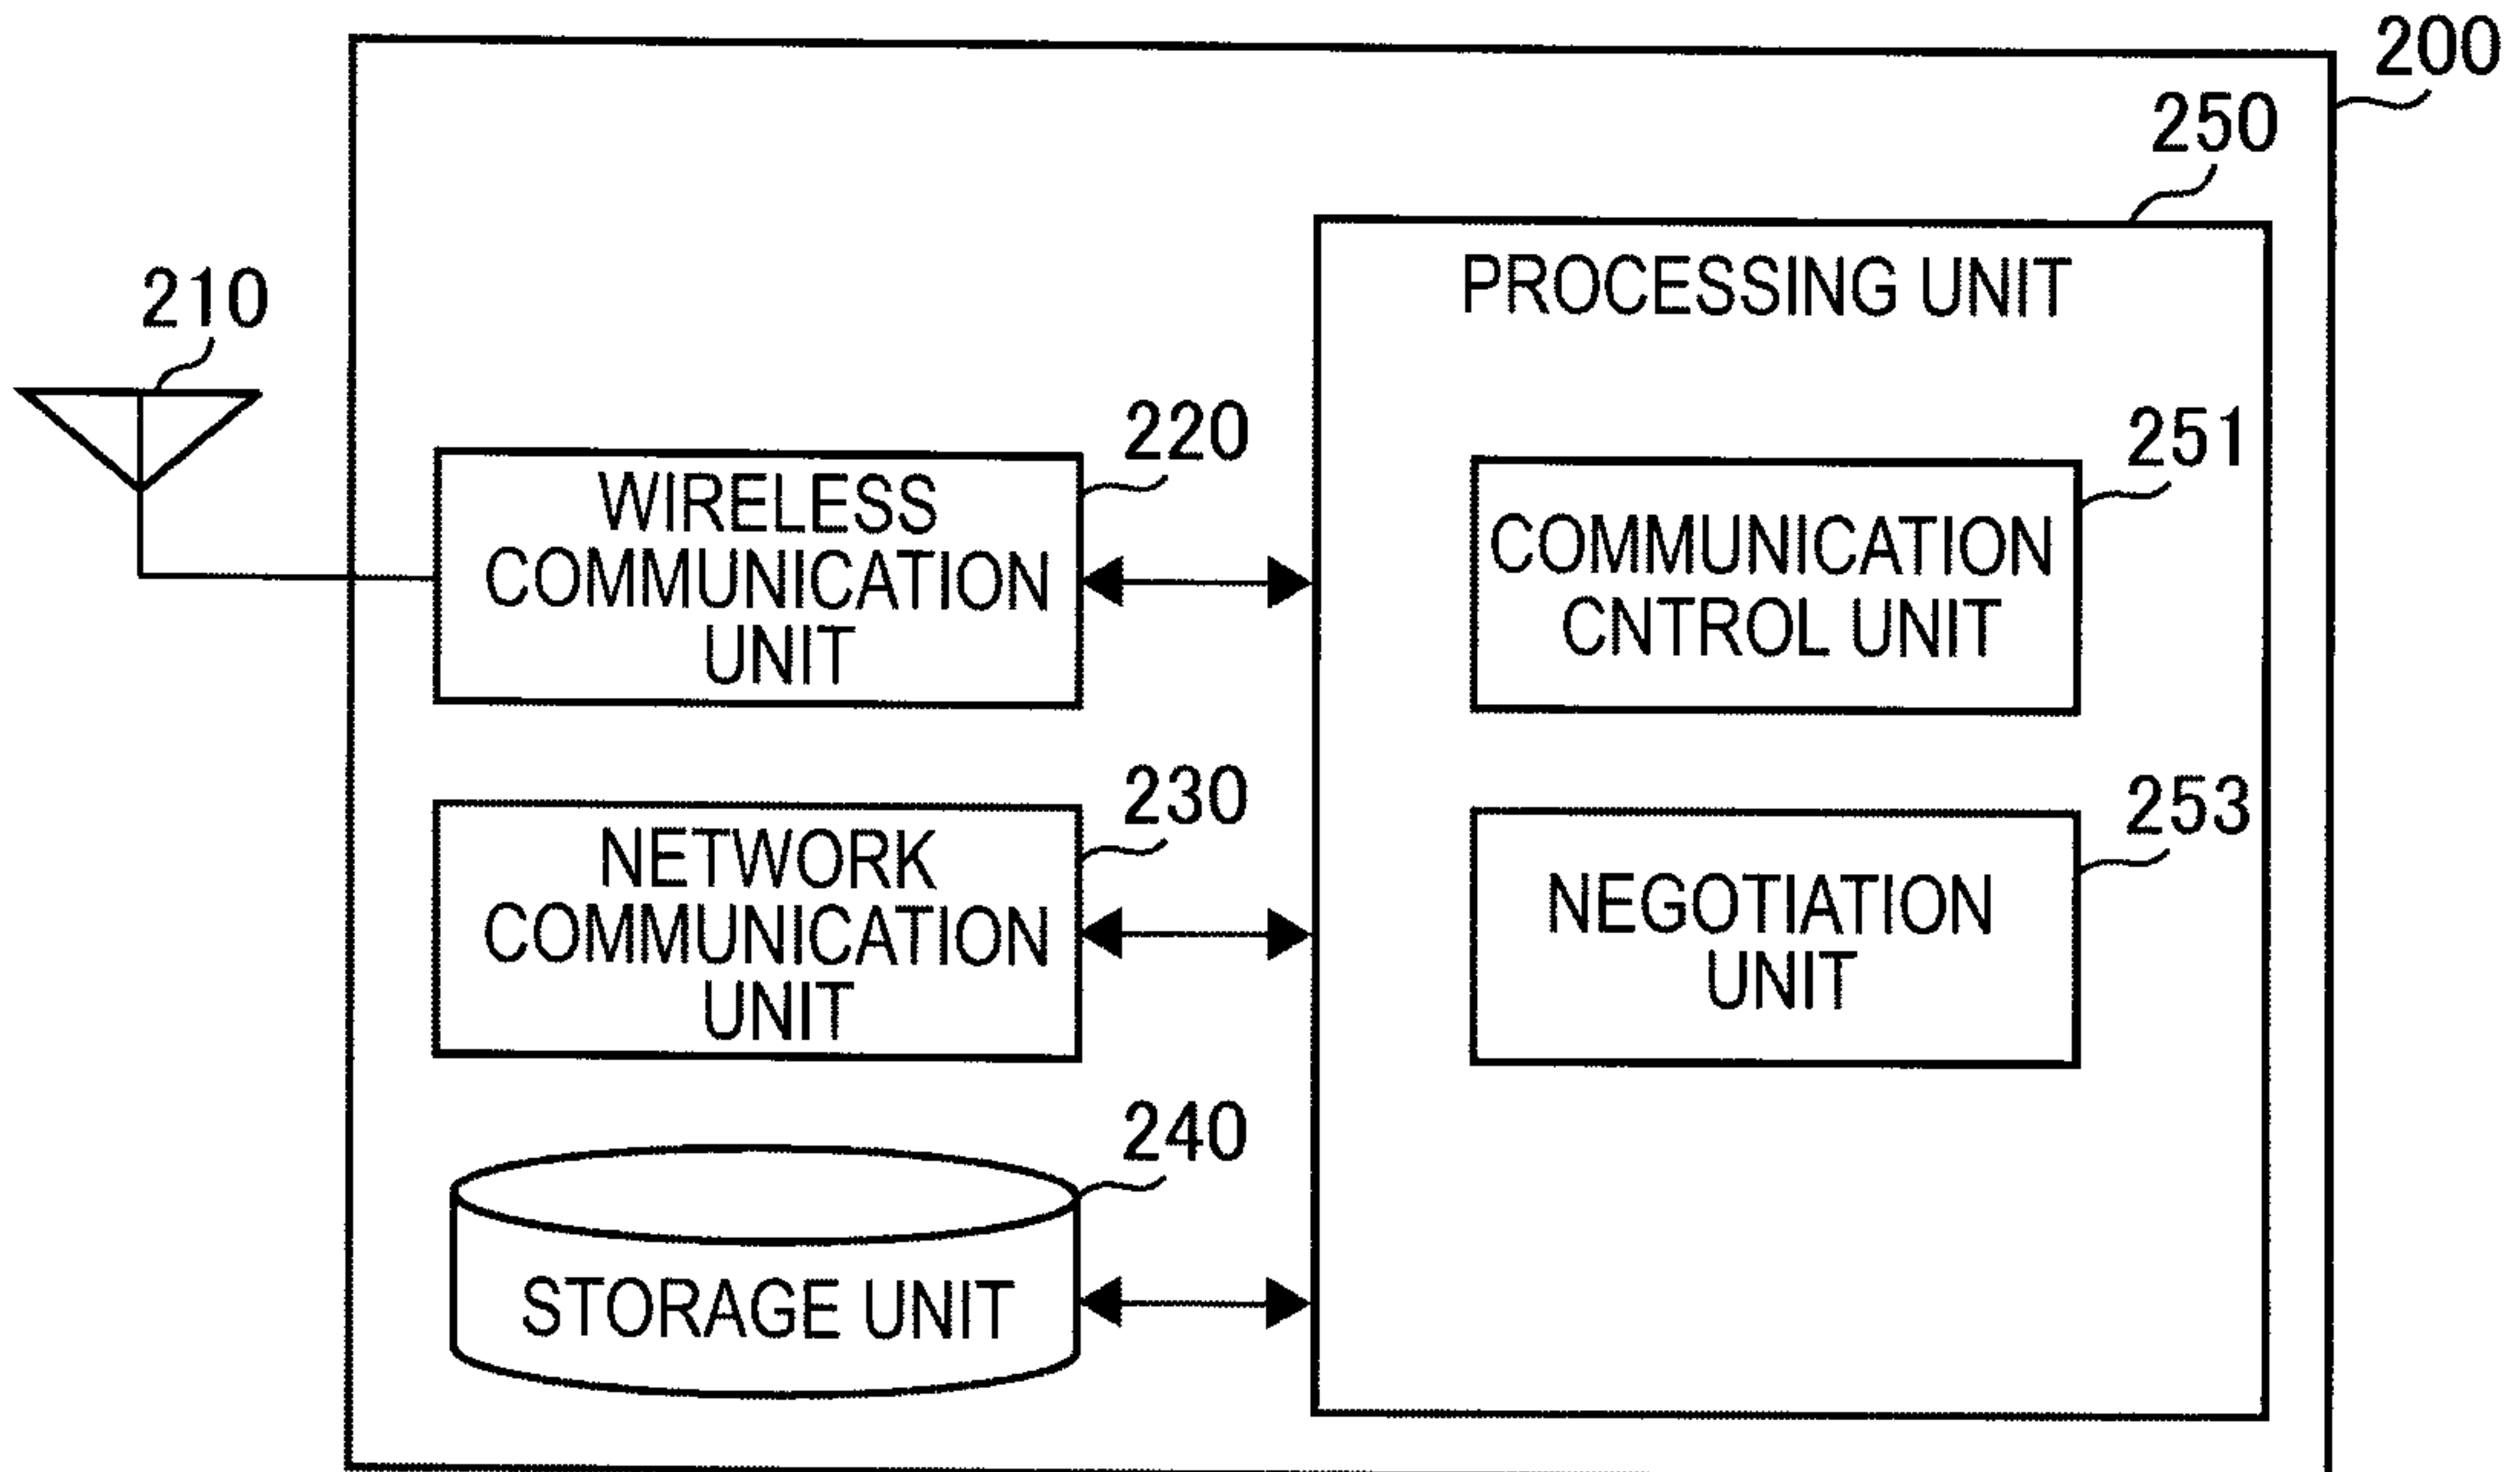 200
250
PROCESSING UNIT
210
220
WIRELESS
COMMUNICATION
UNIT
251
COMMUNICATION
CNTROL UNIT
230
NETWORK
COMMUNICATION
UNIT
253
NEGOTIATION
UNIT
240
STORAGE UNIT